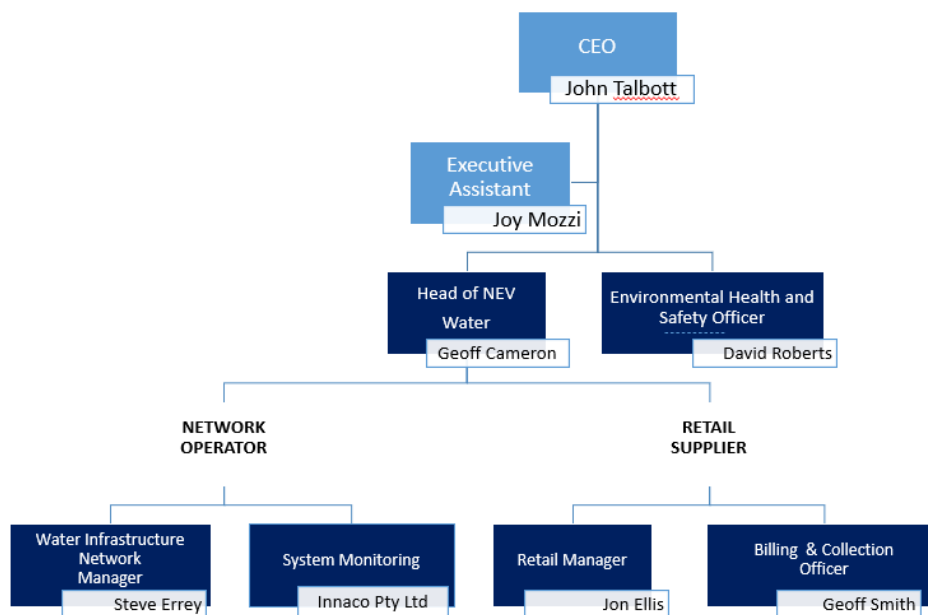 CEO
John Talbott
Executive
Assistant
Joy Mozzi
Head of NEV
Water
Geoff Cameron
Environmental Health and
Safety Officer
David Roberts
NETWORK
OPERATOR
RETAIL
SUPPLIER
Water Infrastructure
Network
Manager
Steve Errey
System Monitoring
Innaco Pty Ltd
Retail Manager
Jon Ellis
Billing & Collection
Officer
Geoff Smith